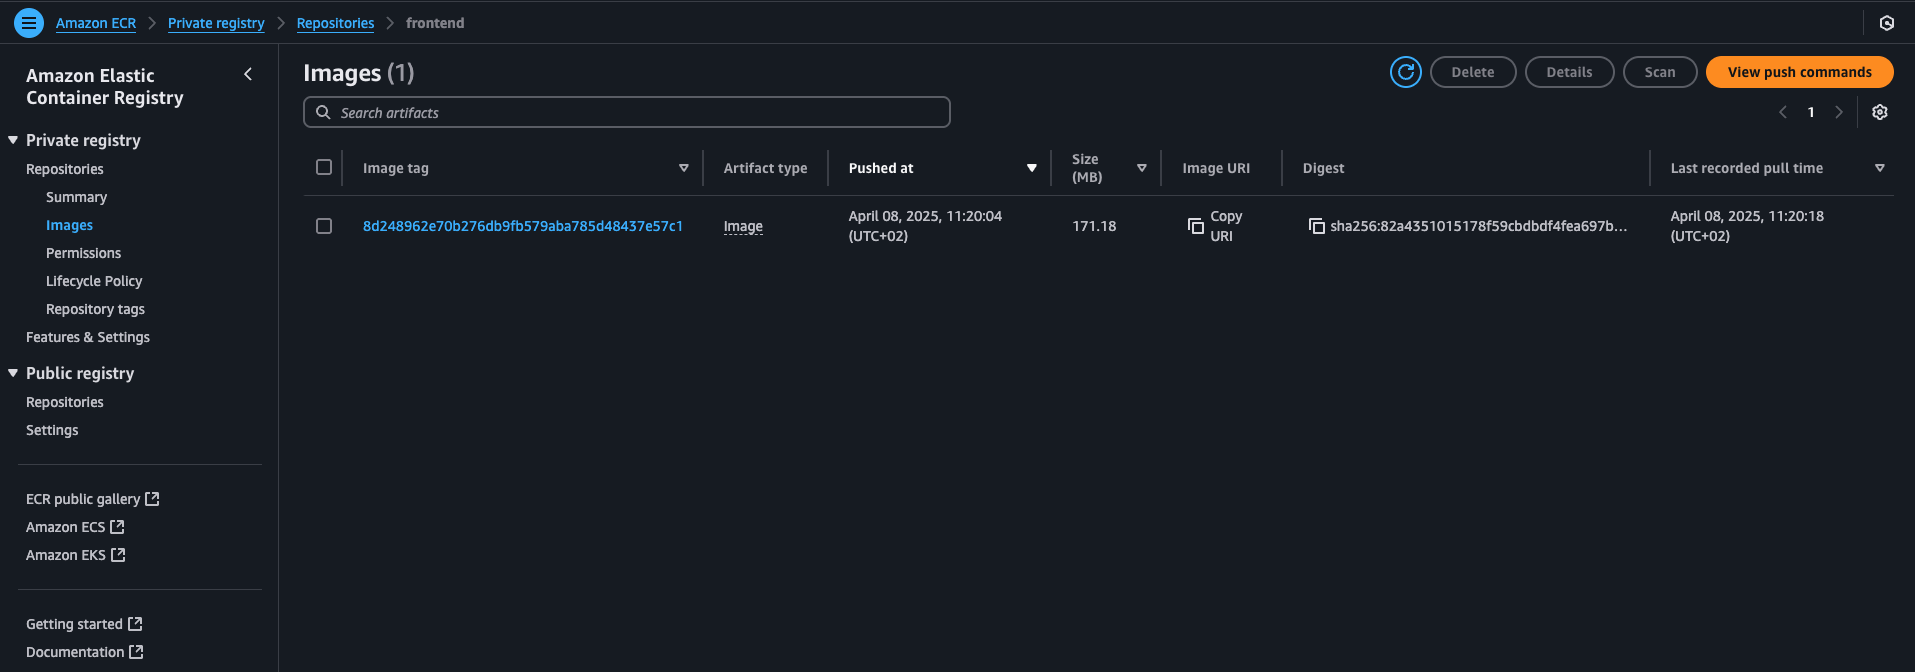 Amazon ECR
Private registry
Repositories
frontend
Amazon Elastic
Container Registry
Private registry
Repositories
Summary
Images
Permissions
Lifecycle Policy
Repository tags
Features & Settings
Public registry
Repositories
Settings
ECR public gallery
Amazon ECS
Amazon EKS
Getting started
Documentation
Images (1)
Delete
Details
Scan
View push commands
Search artifacts
1
Image tag
Artifact type
Pushed at
Size
(MB)
Image URI
Digest
Last recorded pull time
8d248962e70b276db9fb579aba785d48437e57c1
Image
April 08, 2025, 11:20:04
(UTC+02)
171.18
Copy
URI
sha256:82a4351015178f59cbdbdf4fea697b...
April 08, 2025, 11:20:18
(UTC+02)